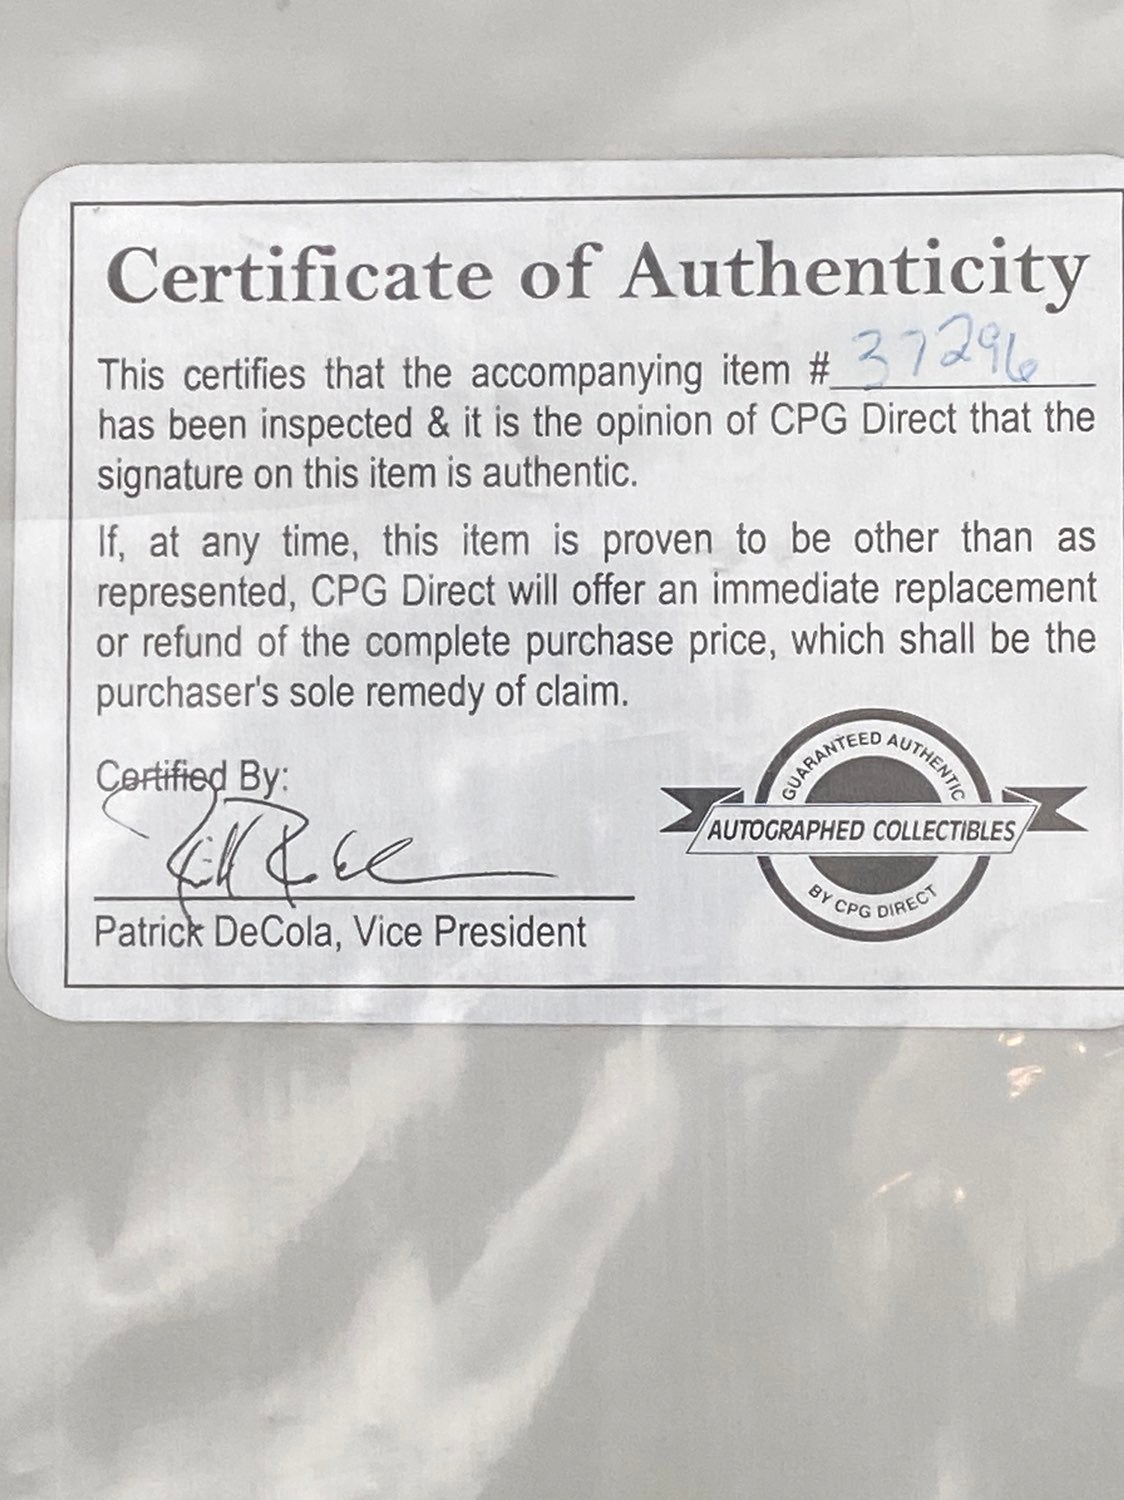 Certificate of Authenticity
This certifies that the accompanying item # 37296
has been inspected & it is the opinion of CPG Direct that the
signature on this item is authentic.
If, at any time, this item is proven to be other than as
represented, CPG Direct will offer an immediate replacement
or refund of the complete purchase price, which shall be the
purchaser's sole remedy of claim.
Certified By:
Patrick DeCola, Vice President
GUARANTEED AUTHENTIC
AUTOGRAPHED COLLECTIBLES
BY CPG DIRECT